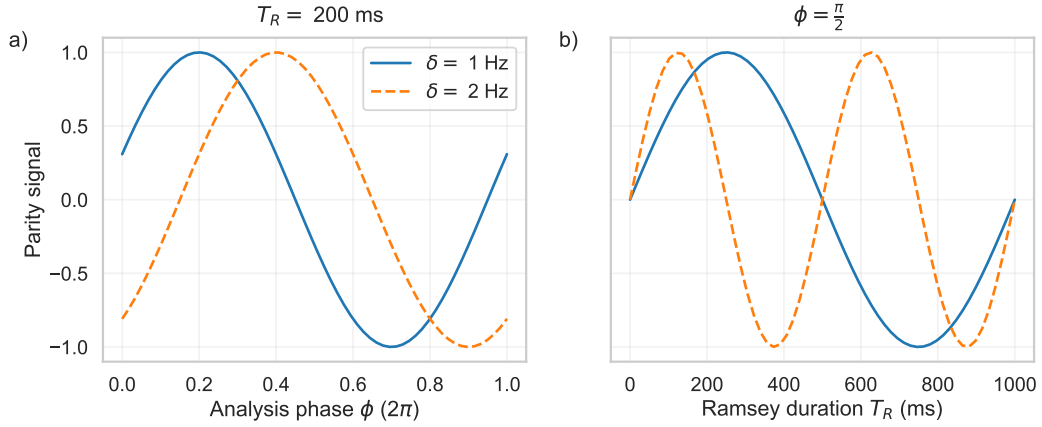 a)
T_R = 200 ms
Parity signal
1.0
0.5
0.0
−0.5
−1.0
δ = 1 Hz
δ = 2 Hz
0.0 0.2 0.4 0.6 0.8 1.0
Analysis phase ϕ (2π)
b)
ϕ = π/2
0 200 400 600 800 1000
Ramsey duration T_R (ms)